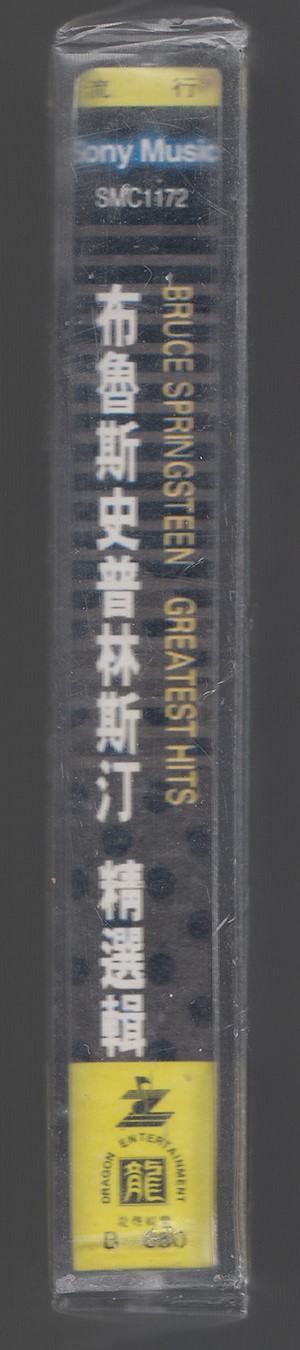 流 行
Sony Music
SMC1172
BRUCE SPRINGSTEEN GREATEST HITS
布魯斯史普林斯汀 精選輯
DRAGON ENTERTAINMENT
龍